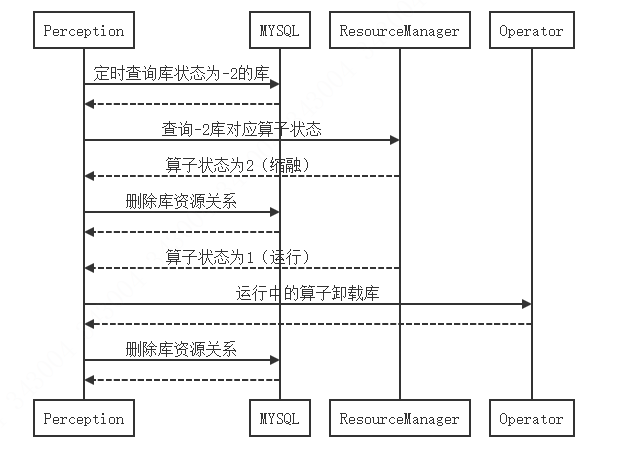 Perception MYSQL ResourceManager Operator
定时查询库状态为-2的库
查询-2库对应算子状态
算子状态为2（缩融）
删除库资源关系
算子状态为1（运行）
运行中的算子卸载库
删除库资源关系
Perception MYSQL ResourceManager Operator